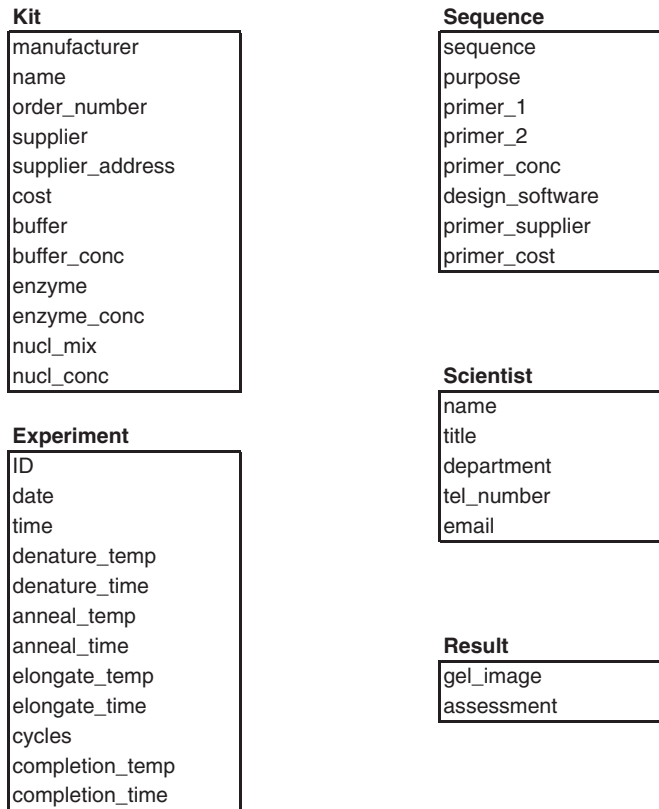 Kit
manufacturer
name
order_number
supplier
supplier_address
cost
buffer
buffer_conc
enzyme
enzyme_conc
nucl_mix
nucl_conc
Experiment
ID
date
time
denature_temp
denature_time
anneal_temp
anneal_time
elongate_temp
elongate_time
cycles
completion_temp
completion_time
Sequence
sequence
purpose
primer_1
primer_2
primer_conc
design_software
primer_supplier
primer_cost
Scientist
name
title
department
tel_number
email
Result
gel_image
assessment